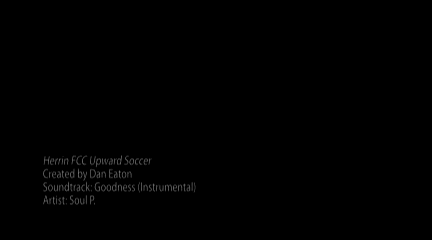 Herrin FCC Upward Soccer
Created by Dan Eaton
Soundtrack: Goodness (Instrumental)
Artist: Soul P.